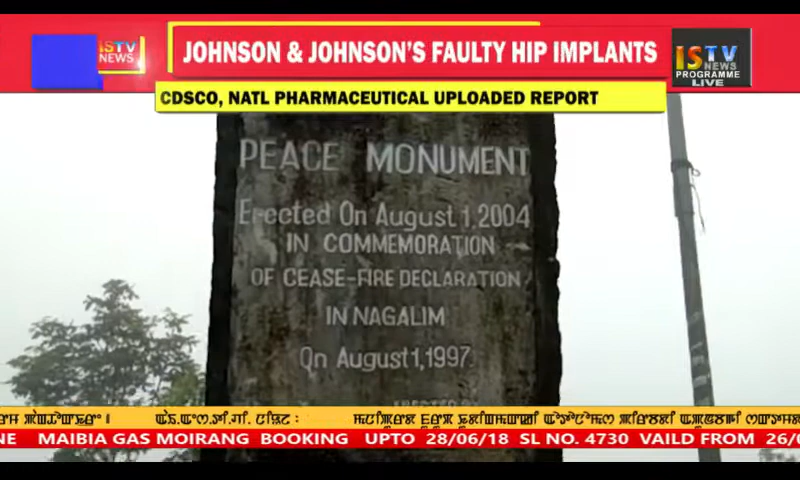 ISTV
NEWS
JOHNSON & JOHNSON'S FAULTY HIP IMPLANTS
ISTV
NEWS
PROGRAMME
LIVE
CDSCO, NATL PHARMACEUTICAL UPLOADED REPORT
PEACE MONUMENT
Erected On August 1, 2004
IN COMMEMORATION
OF CEASE-FIRE DECLARATION
IN NAGALIM
On August 1, 1997.
ERECTED BY
NE MAIBIA GAS MOIRANG BOOKING UPTO 28/06/18 SL NO. 4730 VAILD FROM 26/0